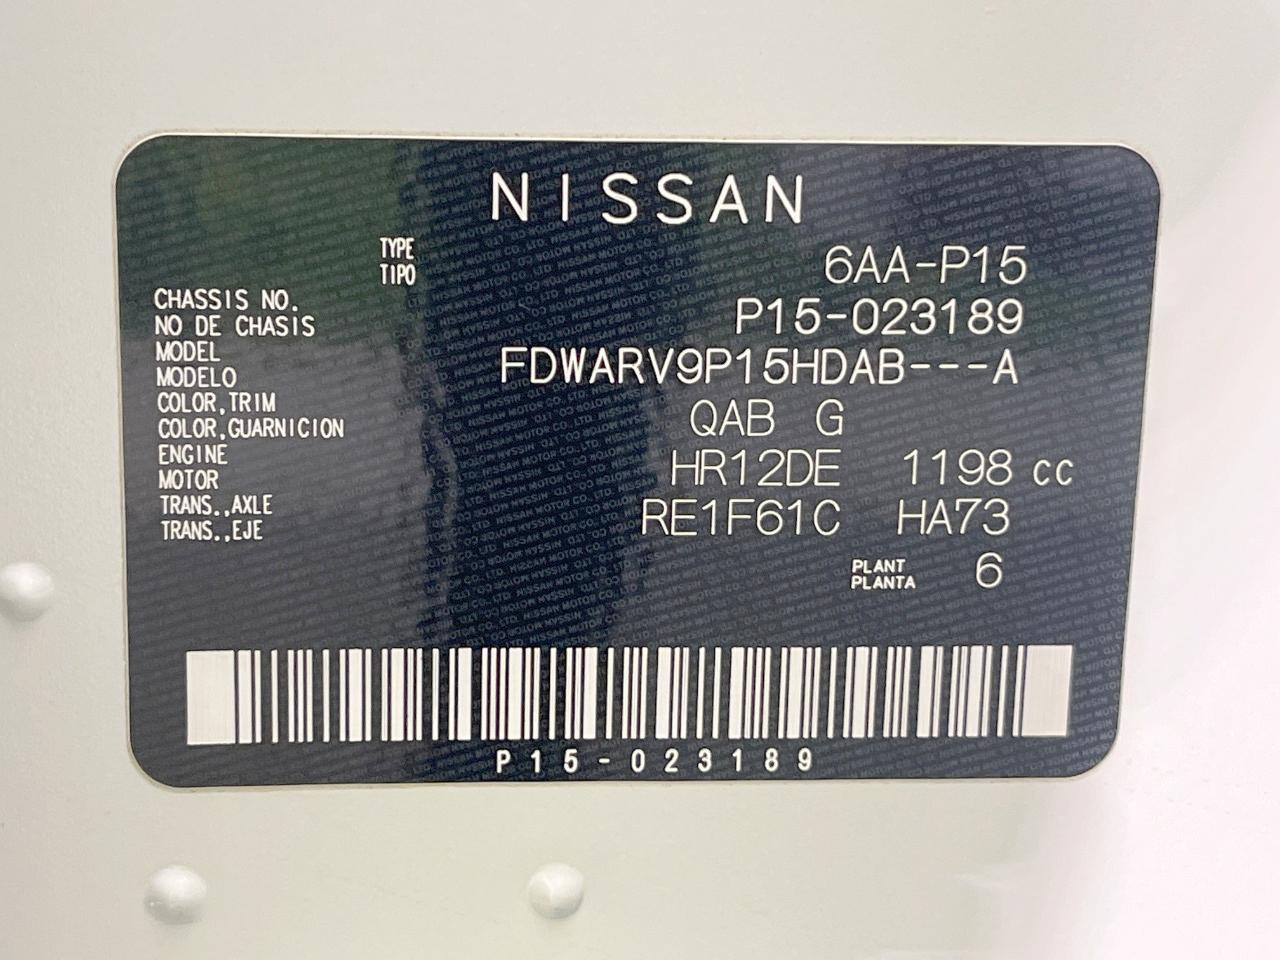 NISSAN
TYPE 6AA-P15
TIPO
CHASSIS NO. P15-023189
NO DE CHASIS
MODEL FDWARV9P15HDAB---A
MODELO
COLOR,TRIM QAB G
COLOR,GUARNICION
ENGINE HR12DE 1198 cc
MOTOR
TRANS.,AXLE RE1F61C HA73
TRANS.,EJE
PLANT 6
PLANTA
P15-023189